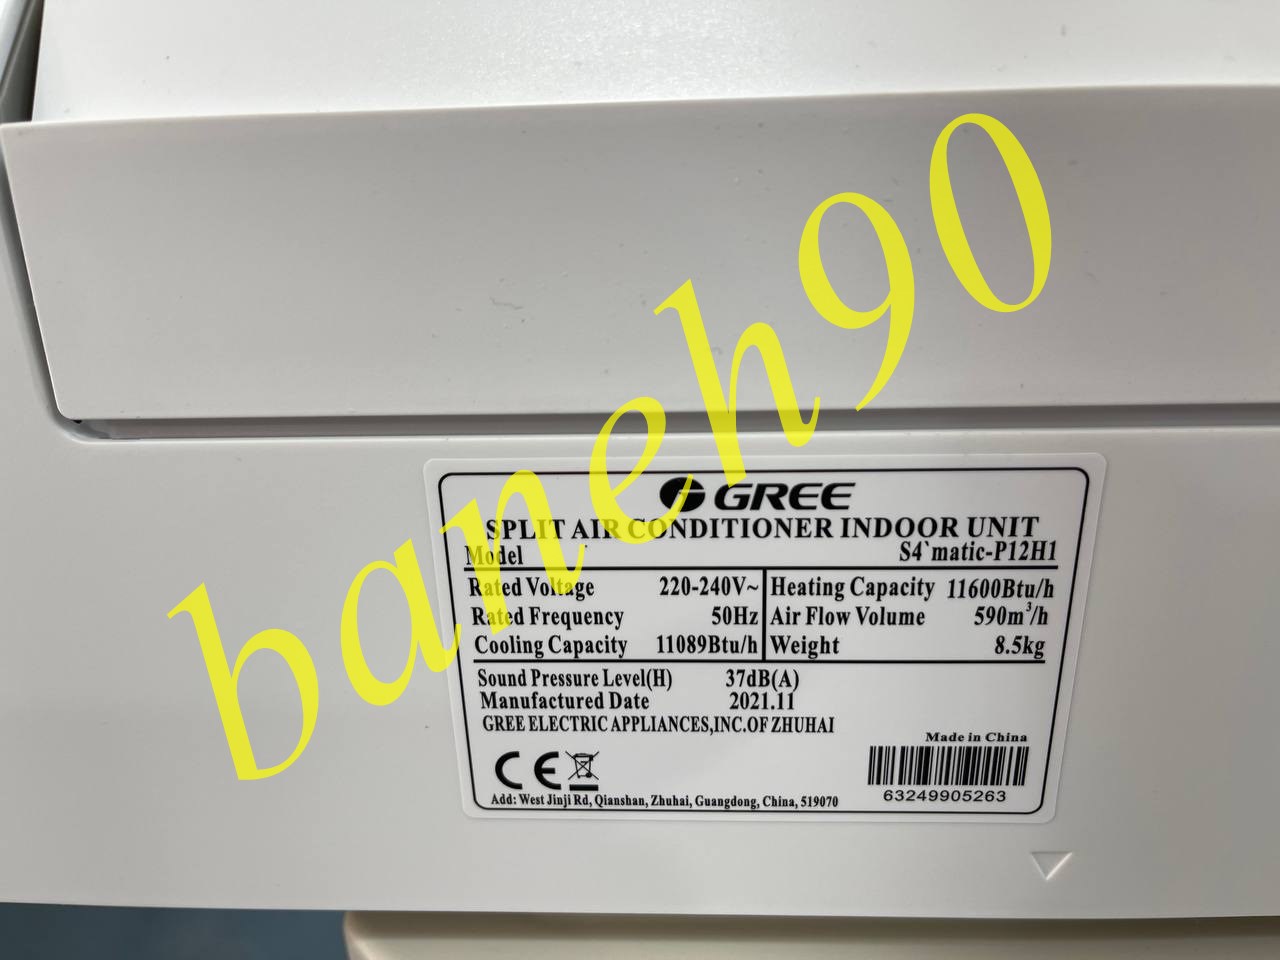 baneh90
GREE
SPLIT AIR CONDITIONER INDOOR UNIT
Model S4`matic-P12H1
Rated Voltage 220-240V~ Heating Capacity 11600Btu/h
Rated Frequency 50Hz Air Flow Volume 590m³/h
Cooling Capacity 11089Btu/h Weight 8.5kg
Sound Pressure Level(H) 37dB(A)
Manufactured Date 2021.11
GREE ELECTRIC APPLIANCES,INC.OF ZHUHAI
Made in China
CE
63249905263
Add: West Jinji Rd, Qianshan, Zhuhai, Guangdong, China, 519070